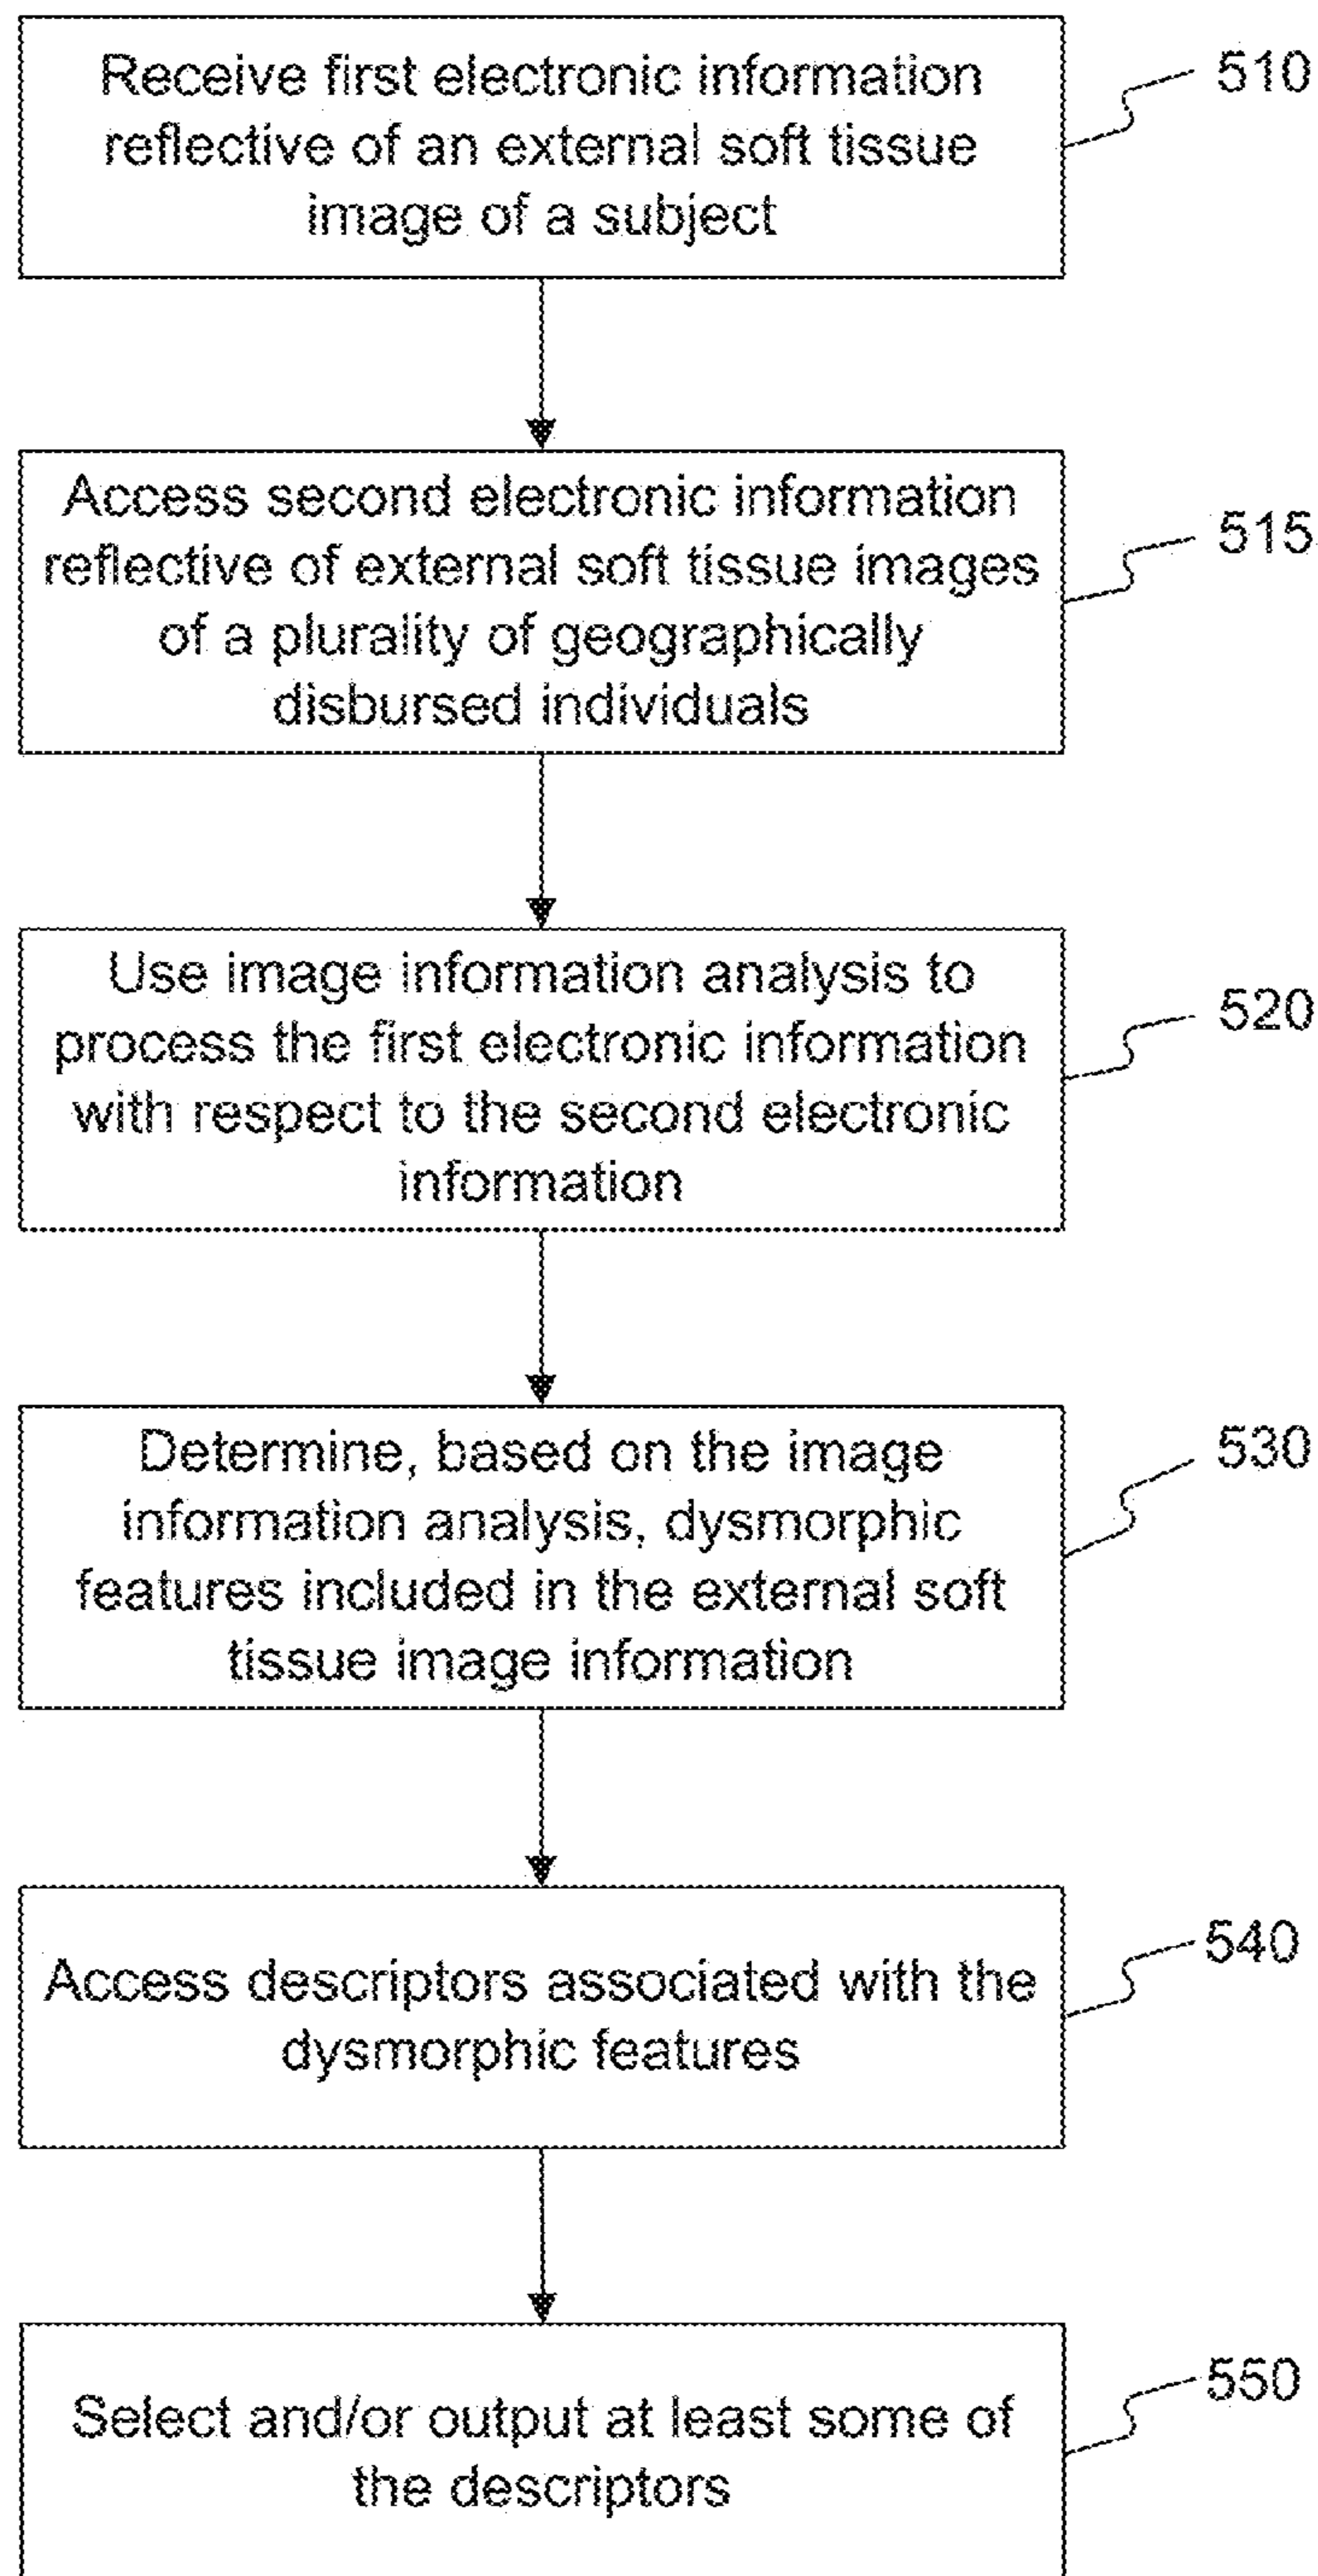 Receive first electronic information
510
reflective of an external soft tissue
image of a subject
Access second electronic information
515
reflective of external soft tissue images
of a plurality of geographically
disbursed individuals
Use image information analysis to
520
process the first electronic information
with respect to the second electronic
information
Determine, based on the image
530
information analysis, dysmorphic
features included in the external soft
tissue image information
540
Access descriptors associated with the
dysmorphic features
550
Select and/or output at least some of
the descriptors